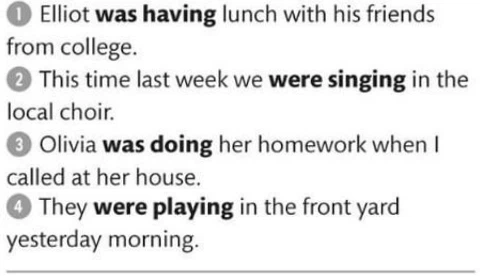 1 Elliot was having lunch with his friends
from college.
2 This time last week we were singing in the
local choir.
3 Olivia was doing her homework when I
called at her house.
4 They were playing in the front yard
yesterday morning.